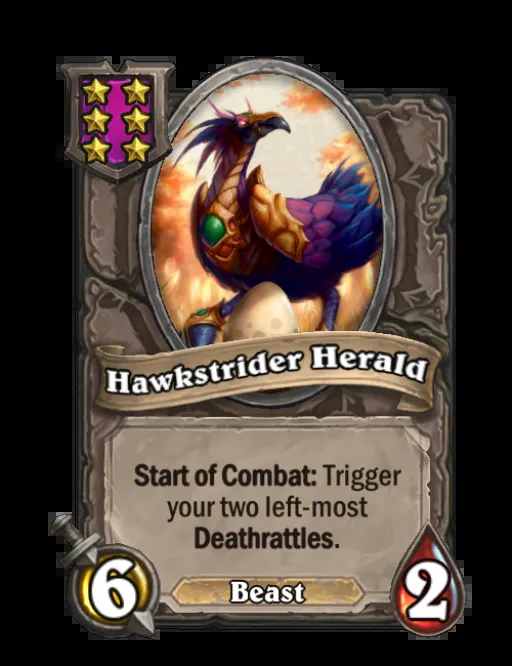 Hawkstrider Herald
Start of Combat: Trigger
your two left-most
Deathrattles.
6
Beast
2